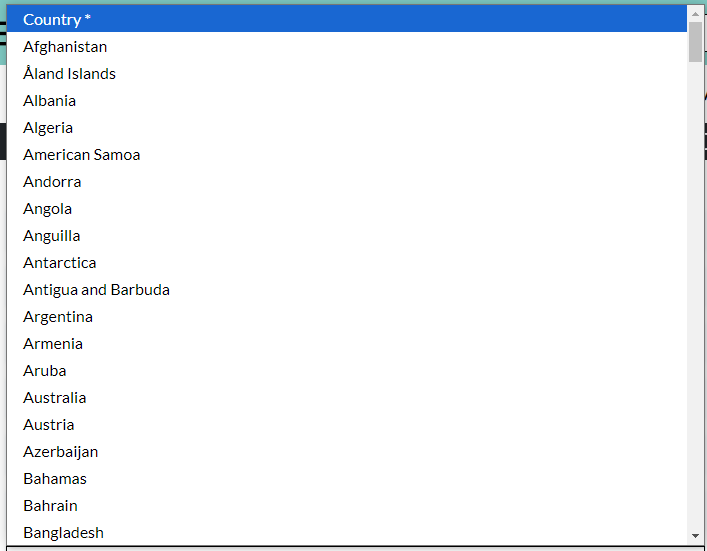 Country *
Afghanistan
Åland Islands
Albania
Algeria
American Samoa
Andorra
Angola
Anguilla
Antarctica
Antigua and Barbuda
Argentina
Armenia
Aruba
Australia
Austria
Azerbaijan
Bahamas
Bahrain
Bangladesh